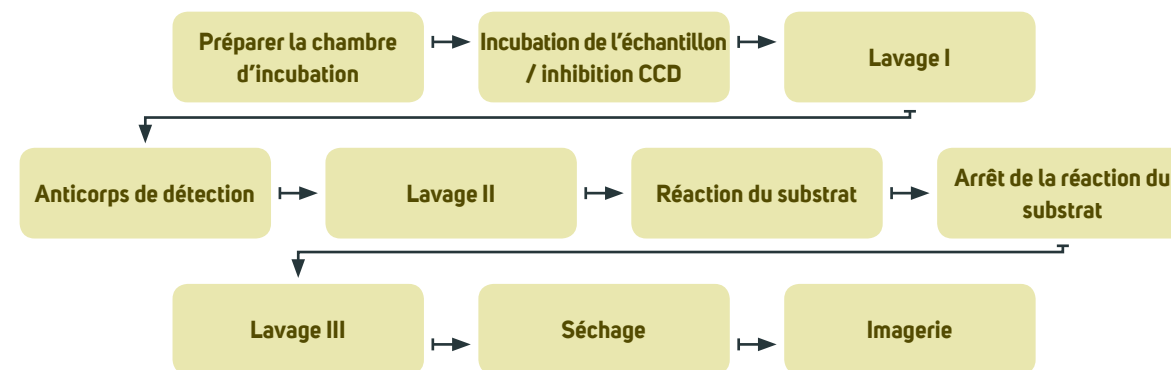 Préparer la chambre
d’incubation
Incubation de l’échantillon
/ inhibition CCD
Lavage I
Anticorps de détection
Lavage II
Réaction du substrat
Arrêt de la réaction du
substrat
Lavage III
Séchage
Imagerie